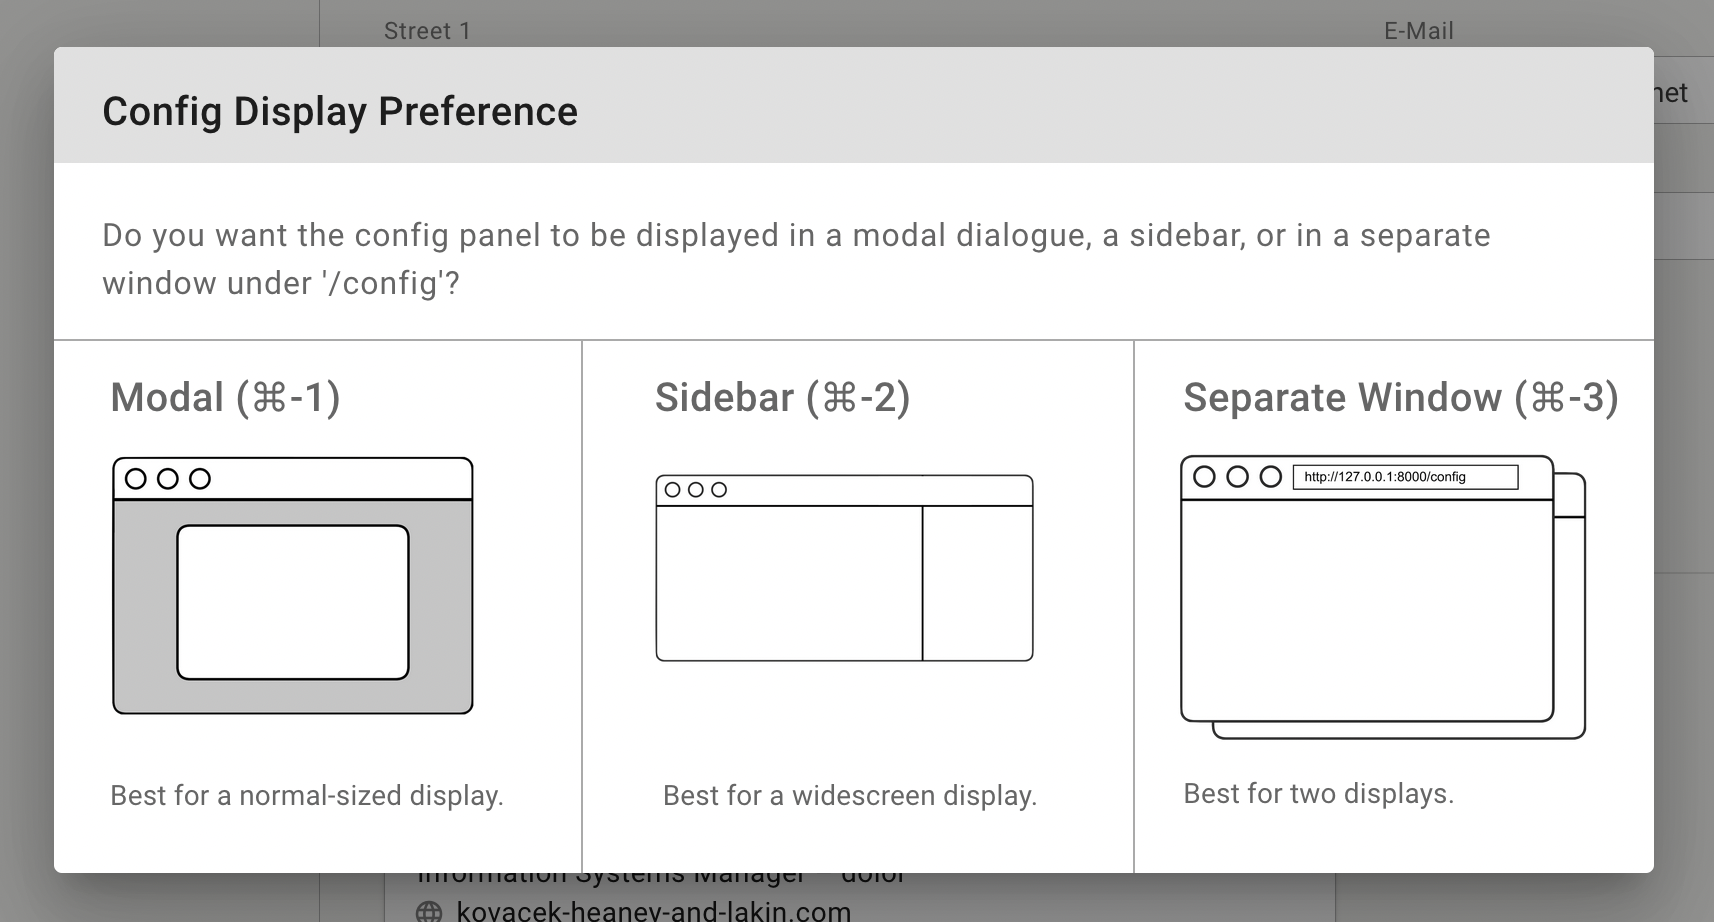 Street 1
E-Mail
Config Display Preference
net
Do you want the config panel to be displayed in a modal dialogue, a sidebar, or in a separate
window under '/config'?
Modal (⌘-1)
Sidebar (⌘-2)
Separate Window (⌘-3)
http://127.0.0.1:8000/config
Best for a normal-sized display.
Best for a widescreen display.
Best for two displays.
Information Systems Manager dolor
kovacek-heaney-and-lakin.com